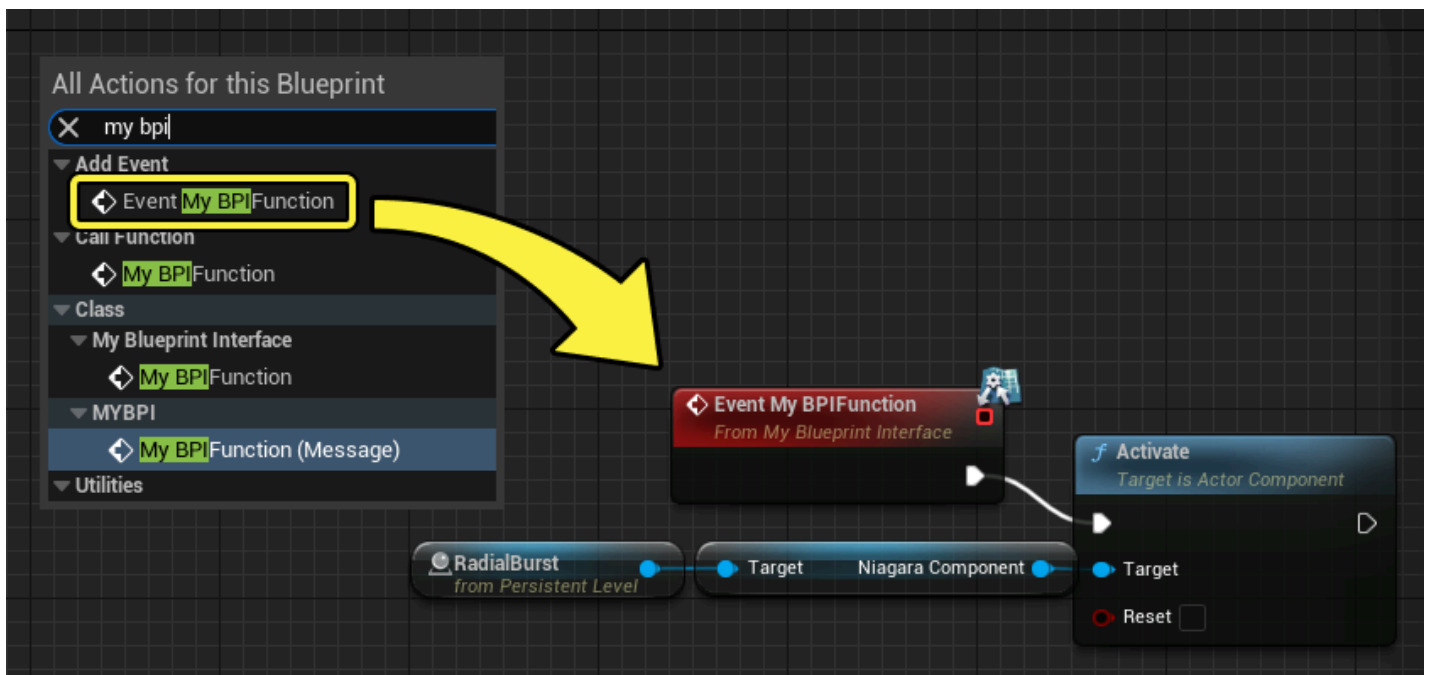 All Actions for this Blueprint
my bpi
Add Event
Event My BPIFunction
Call Function
My BPIFunction
Class
My Blueprint Interface
My BPIFunction
MYBPI
My BPIFunction (Message)
Utilities
Event My BPIFunction
From My Blueprint Interface
f Activate
Target is Actor Component
RadialBurst
from Persistent Level
Target Niagara Component
Target
Reset